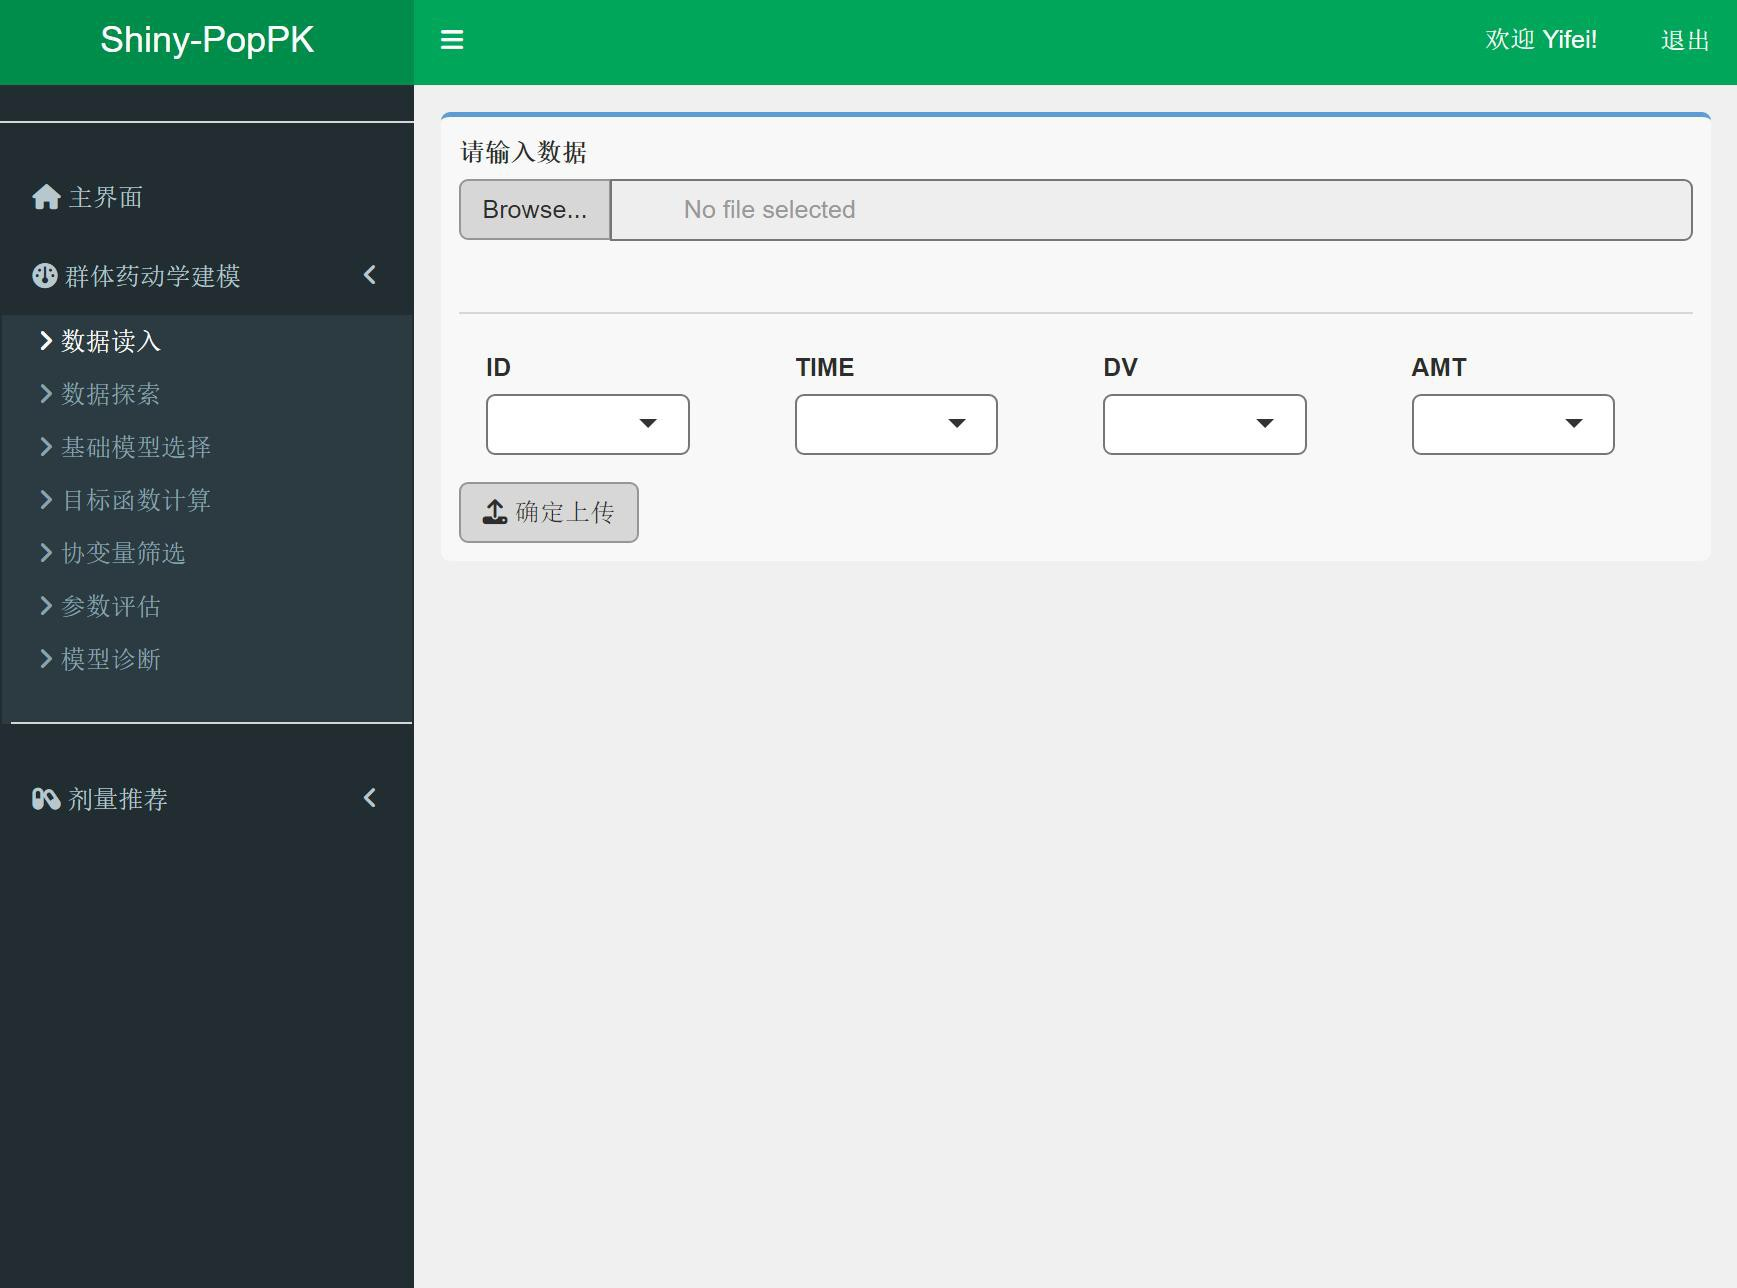 Shiny-PopPK
欢迎 Yifei!
退出
主界面
群体药动学建模
数据读入
数据探索
基础模型选择
目标函数计算
协变量筛选
参数评估
模型诊断
剂量推荐
请输入数据
Browse...
No file selected
ID
TIME
DV
AMT
确定上传